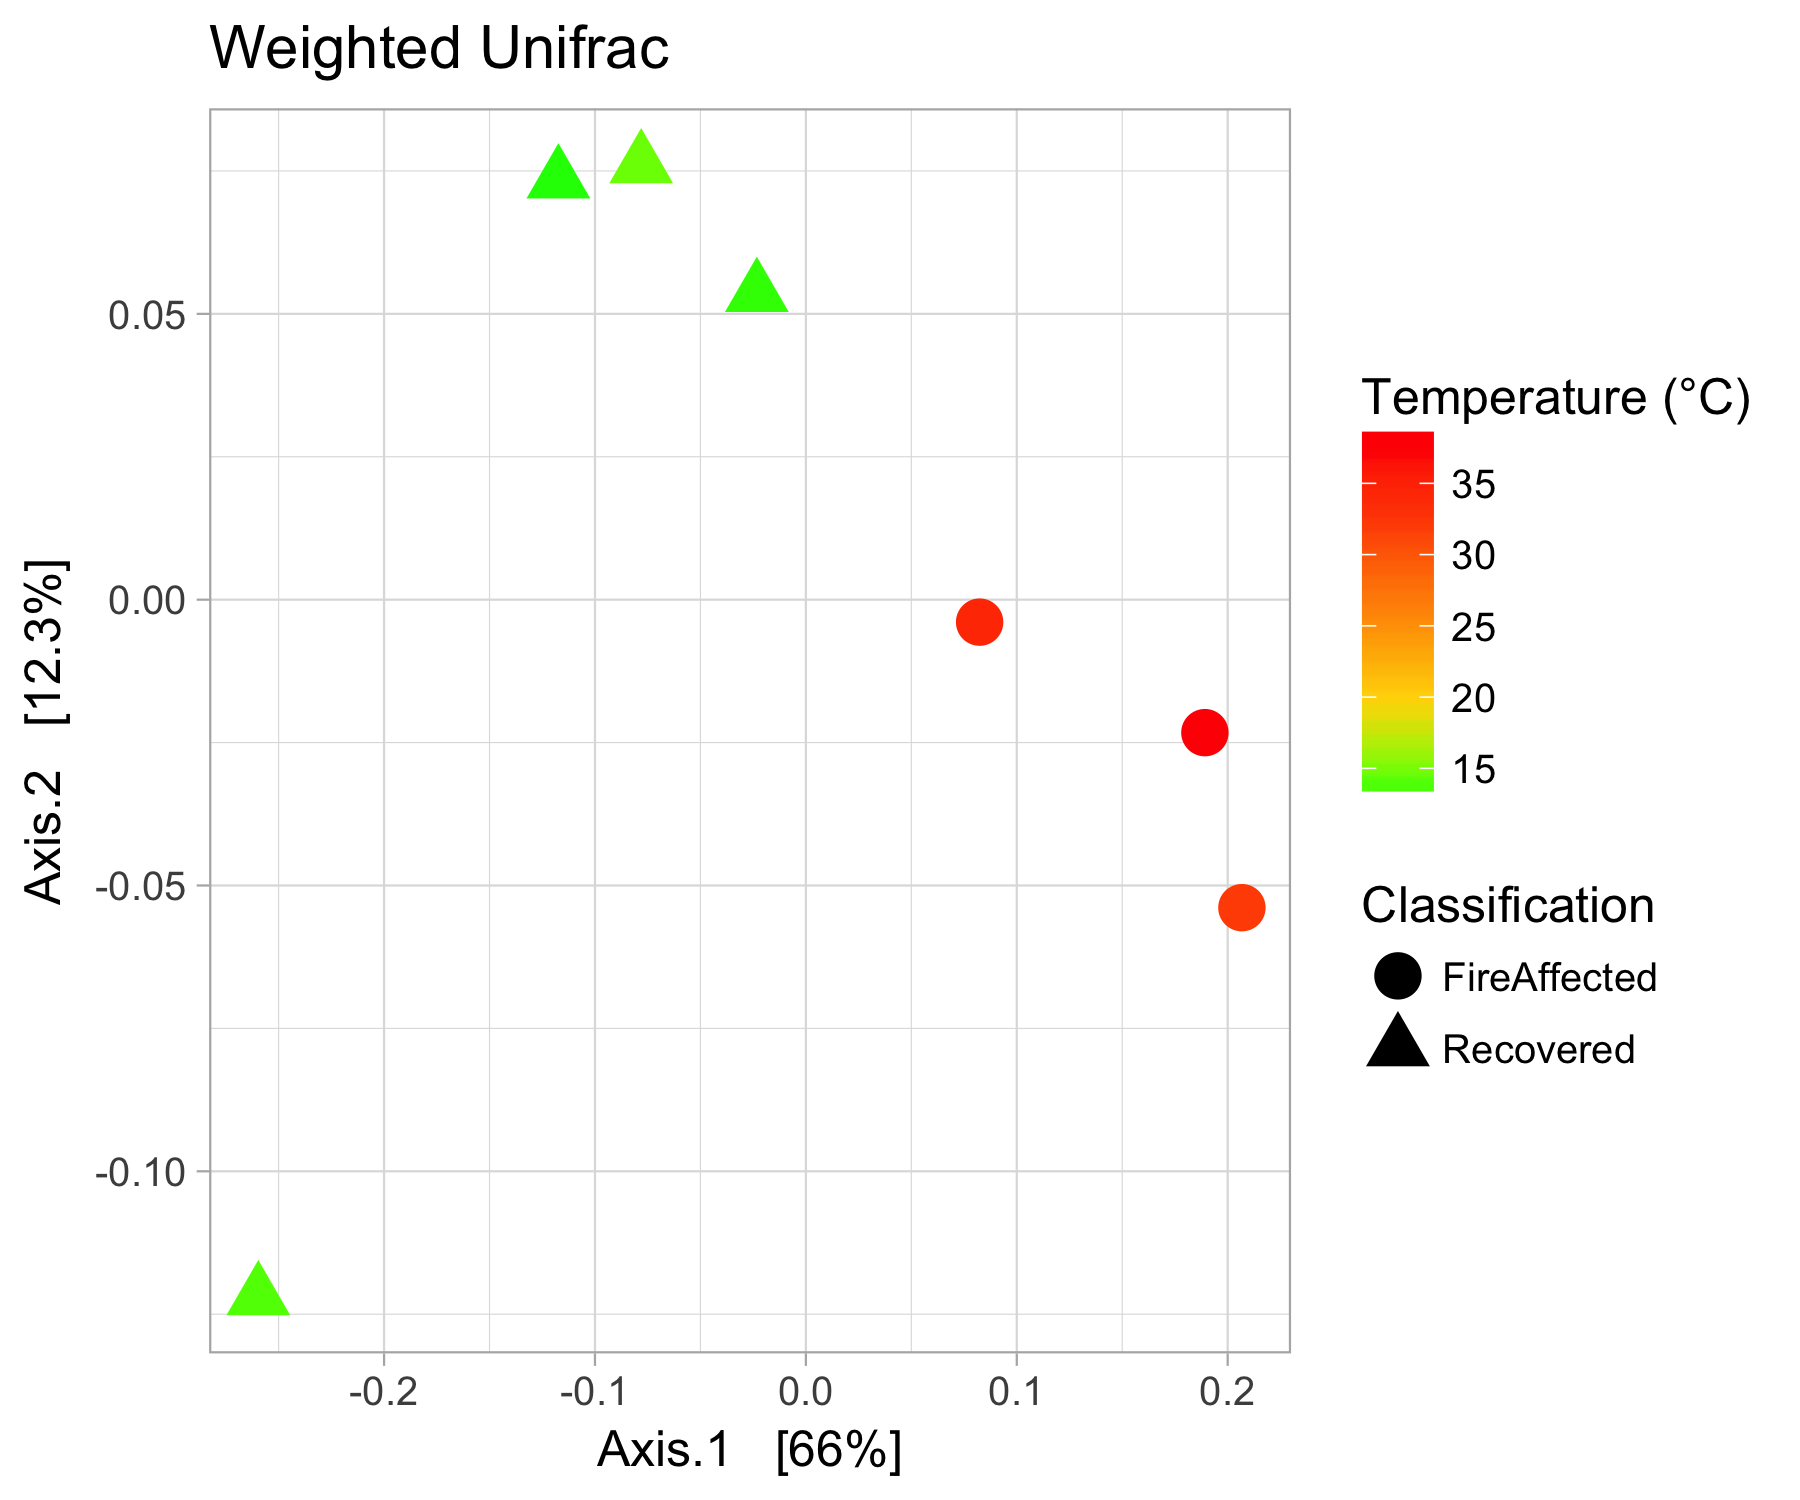 Weighted Unifrac
0.05
0.00
-0.05
-0.10
Axis.2 [12.3%]
-0.2
-0.1
0.0
0.1
0.2
Axis.1 [66%]
Temperature (°C)
35
30
25
20
15
Classification
FireAffected
Recovered